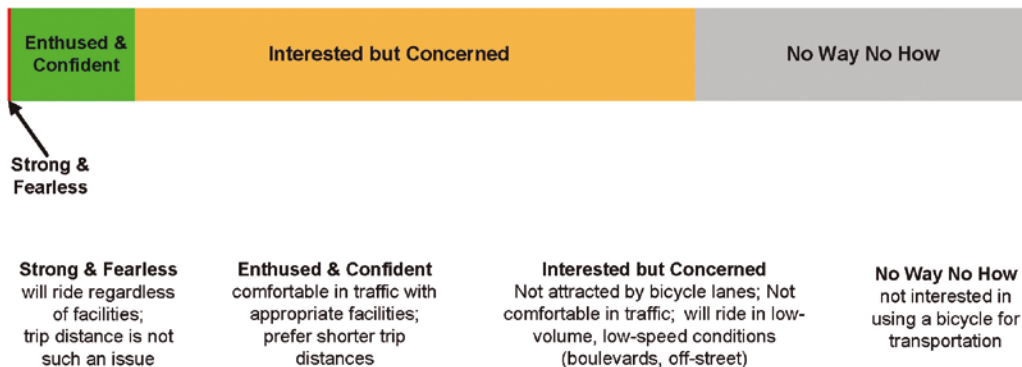 Enthused &
Confident
Interested but Concerned
No Way No How
Strong &
Fearless
Strong & Fearless
will ride regardless
of facilities;
trip distance is not
such an issue
Enthused & Confident
comfortable in traffic with
appropriate facilities;
prefer shorter trip
distances
Interested but Concerned
Not attracted by bicycle lanes; Not
comfortable in traffic; will ride in low-
volume, low-speed conditions
(boulevards, off-street)
No Way No How
not interested in
using a bicycle for
transportation